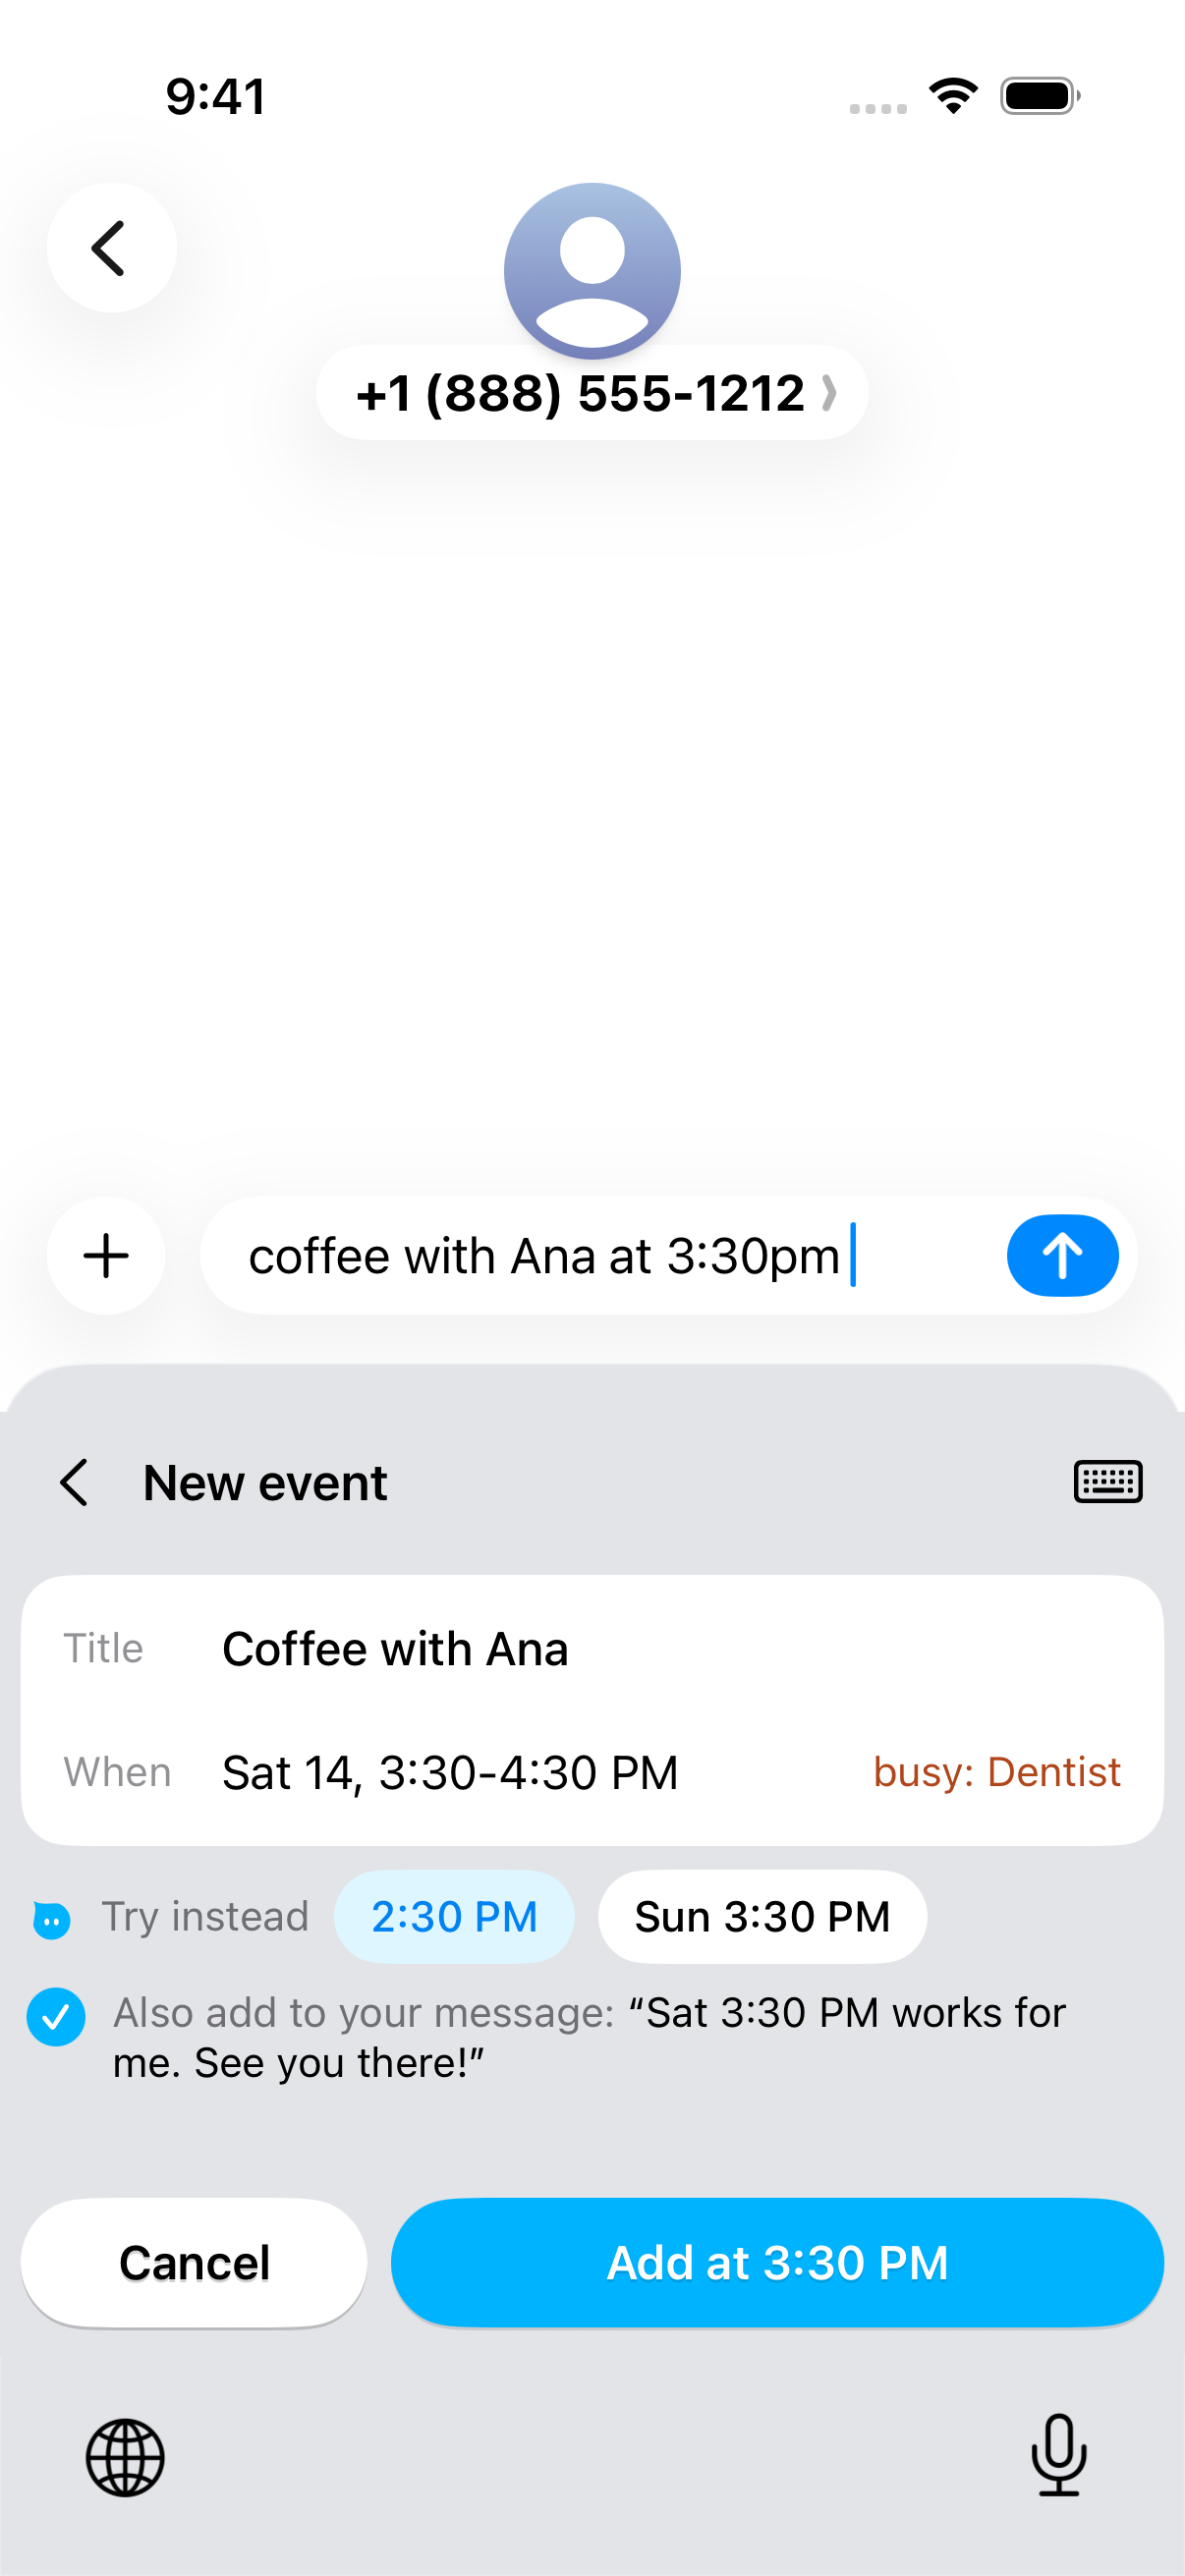 9:41
+1 (888) 555-1212
coffee with Ana at 3:30pm
New event
Title Coffee with Ana
When Sat 14, 3:30-4:30 PM busy: Dentist
Try instead 2:30 PM Sun 3:30 PM
Also add to your message: “Sat 3:30 PM works for
me. See you there!”
Cancel Add at 3:30 PM